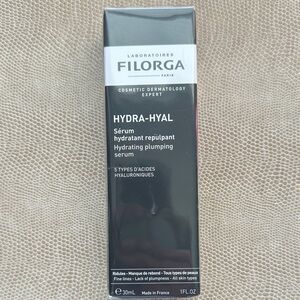 LABORATOIRES
FILORGA
PARIS
COSMETIC DERMATOLOGY
EXPERT
HYDRA-HYAL
Sérum
hydratant repulpant
Hydrating plumping
serum
5 TYPES D'ACIDES
HYALURONIQUES
Ridules - Manque de rebond - Tous types de peaux
Fine lines - Lack of plumpness - All skin types
℮ 30mL Made in France 1FL.OZ